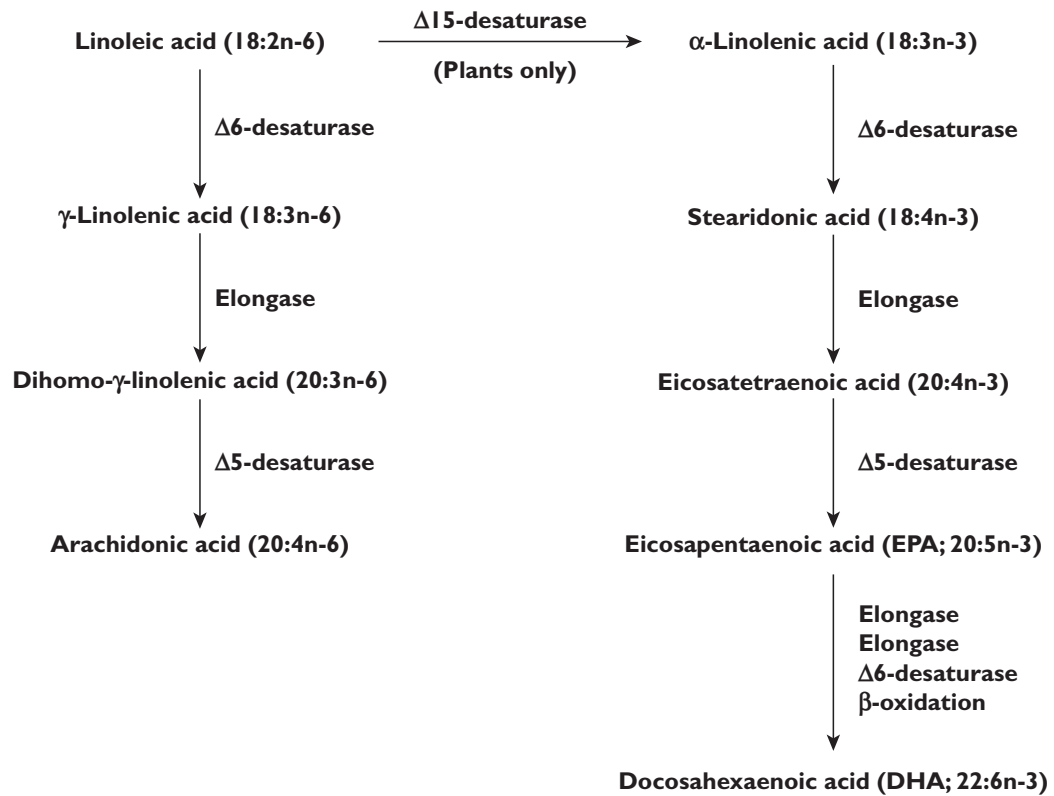 Linoleic acid (18:2n-6)
Δ15-desaturase
(Plants only)
α-Linolenic acid (18:3n-3)
Δ6-desaturase
Δ6-desaturase
γ-Linolenic acid (18:3n-6)
Stearidonic acid (18:4n-3)
Elongase
Elongase
Dihomo-γ-linolenic acid (20:3n-6)
Eicosatetraenoic acid (20:4n-3)
Δ5-desaturase
Δ5-desaturase
Arachidonic acid (20:4n-6)
Eicosapentaenoic acid (EPA; 20:5n-3)
Elongase
Elongase
Δ6-desaturase
β-oxidation
Docosahexaenoic acid (DHA; 22:6n-3)